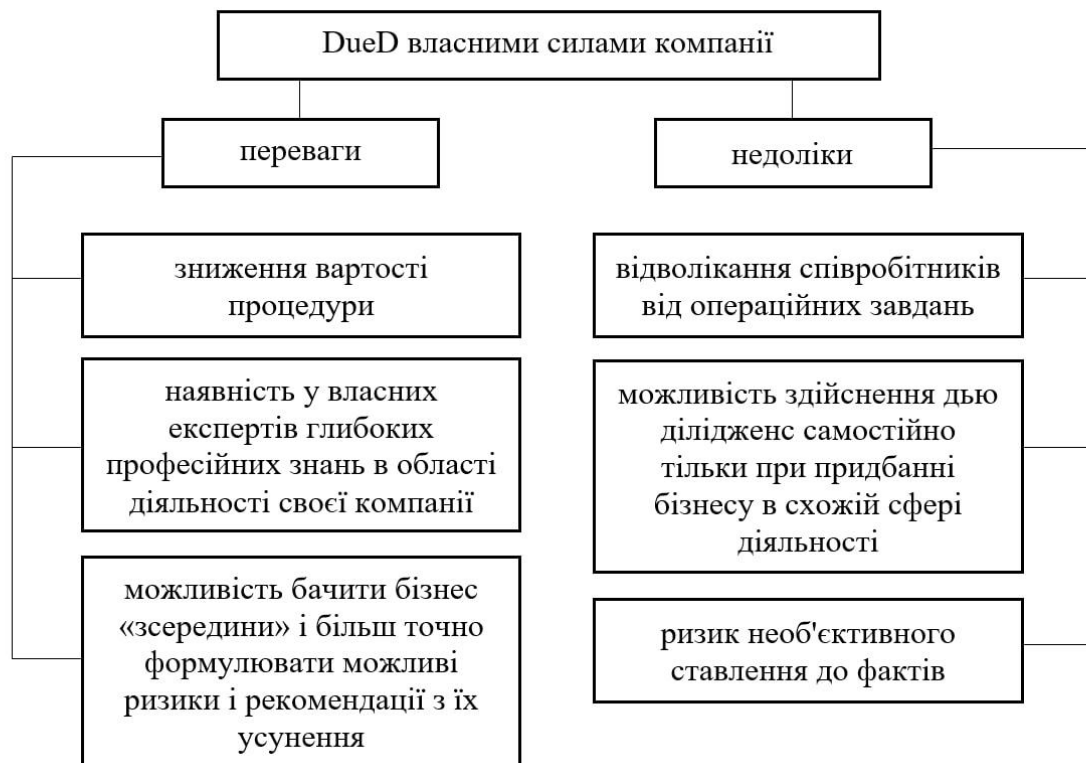 DueD власними силами компанії
переваги
недоліки
зниження вартості
процедури
наявність у власних
експертів глибоких
професійних знань в області
діяльності своєї компанії
можливість бачити бізнес
«зсередини» і більш точно
формулювати можливі
ризики і рекомендації з їх
усунення
відволікання співробітників
від операційних завдань
можливість здійснення дью
ділідженс самостійно
тільки при придбанні
бізнесу в схожій сфері
діяльності
ризик необ'єктивного
ставлення до фактів